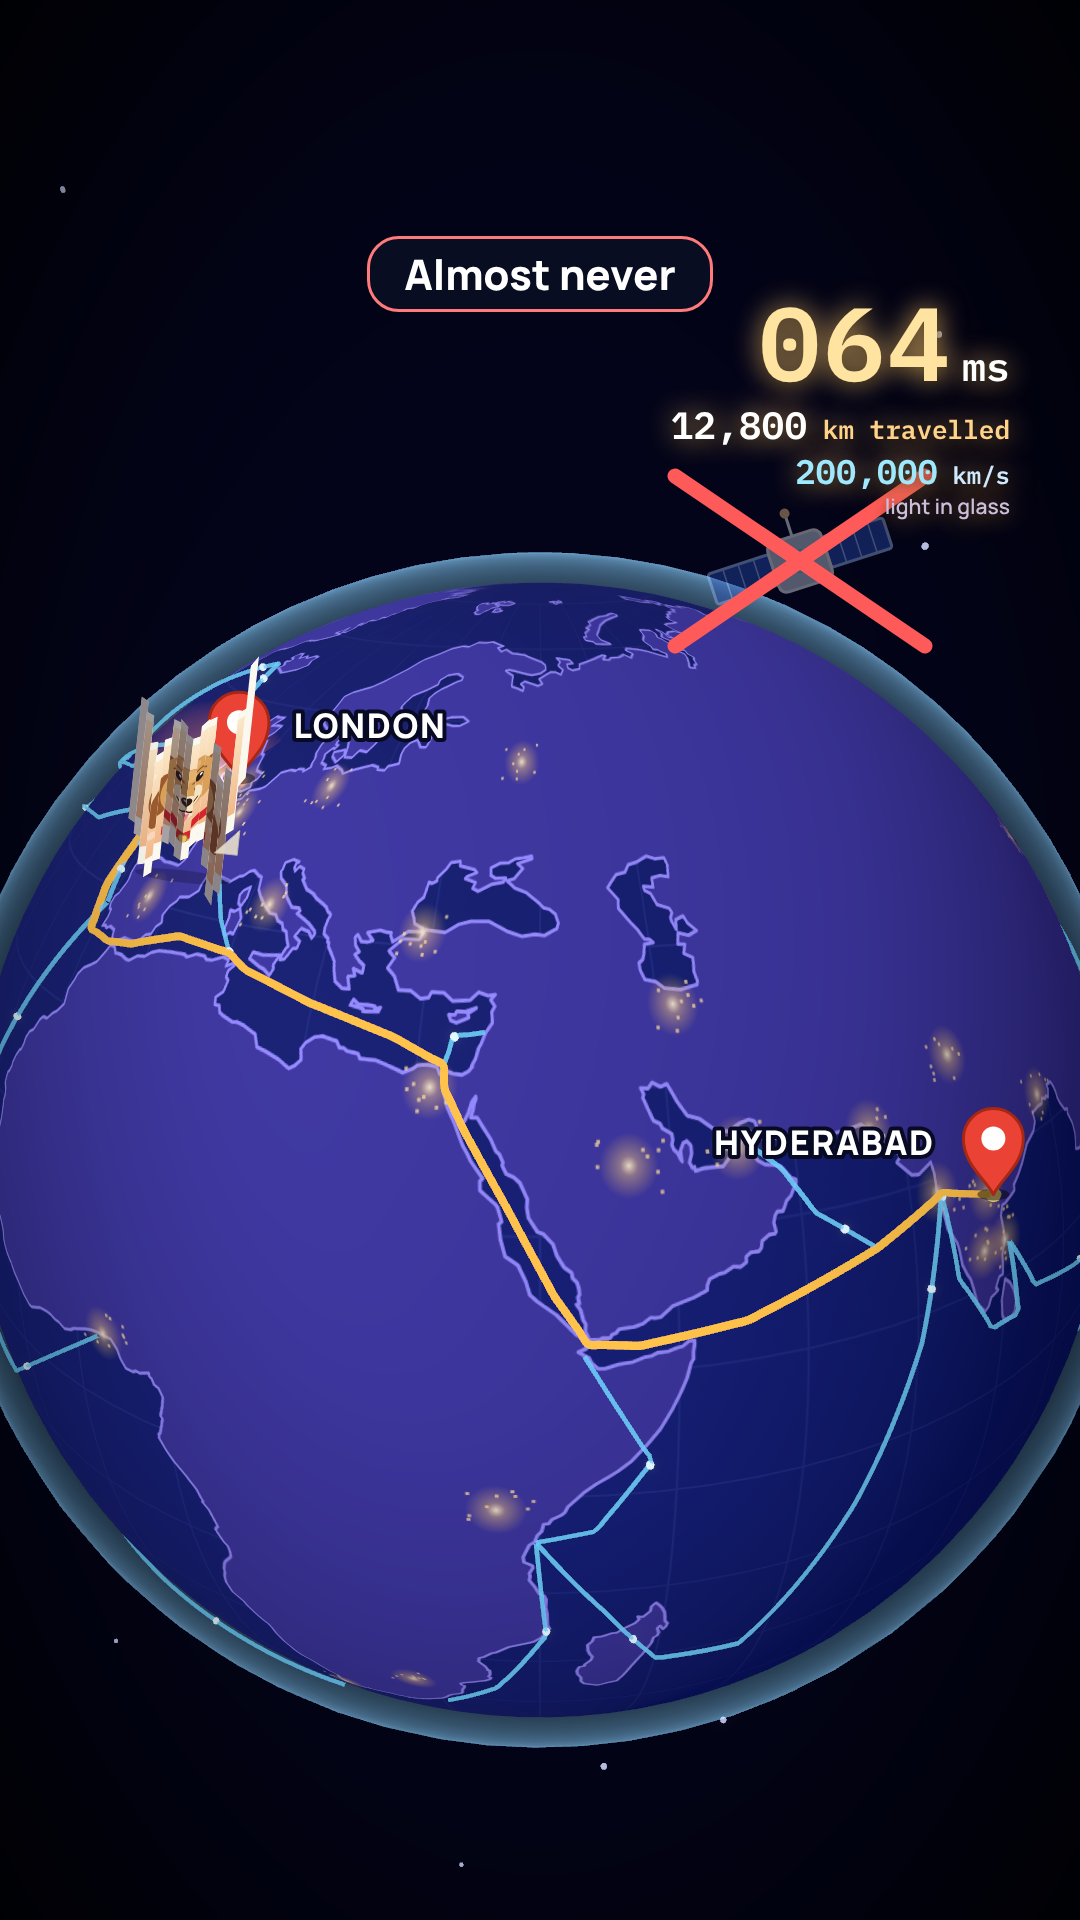 Almost never
064 ms
12,800 km travelled
200,000 km/s
light in glass
LONDON
HYDERABAD